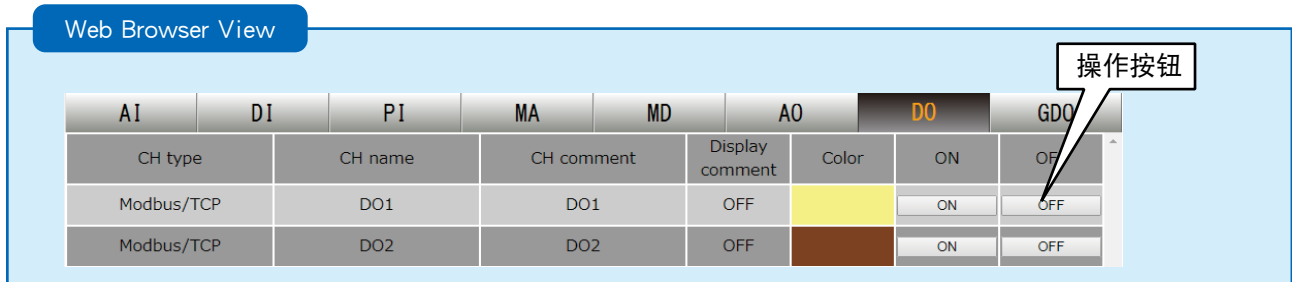 Web Browser View
操作按钮
AI DI PI MA MD AO DO GDO
CH type CH name CH comment Display comment Color ON OF
Modbus/TCP DO1 DO1 OFF ON OFF
Modbus/TCP DO2 DO2 OFF ON OFF